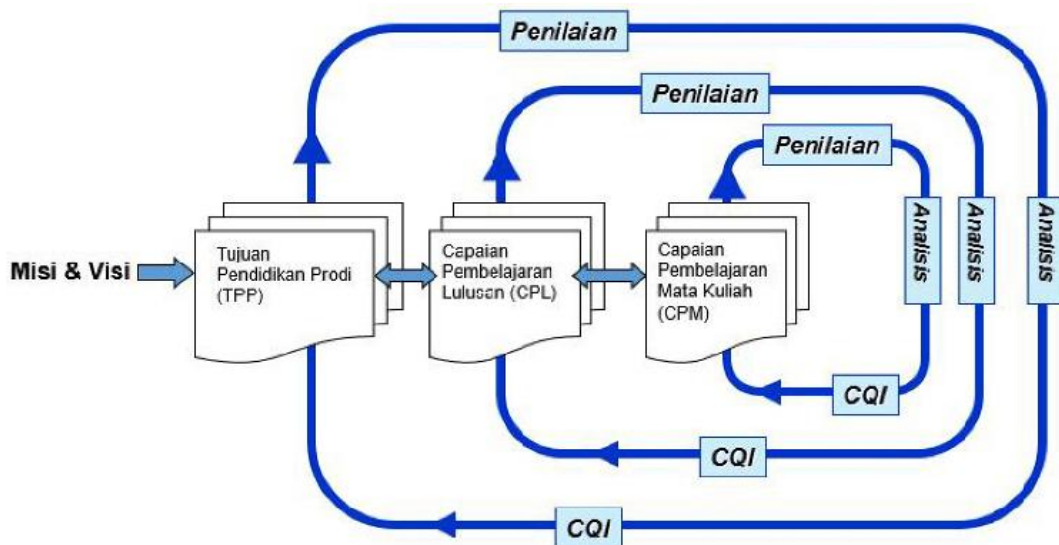 Penilaian
Penilaian
Penilaian
Analisis
Analisis
Analisis
Misi & Visi
Tujuan
Pendidikan Prodi
(TPP)
Capaian
Pembelajaran
Lulusan (CPL)
Capaian
Pembelajaran
Mata Kuliah
(CPM)
CQI
CQI
CQI